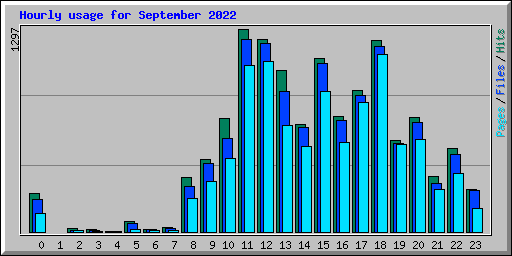 Hourly usage for September 2022
1297
Pages/Files/Hits
0 1 2 3 4 5 6 7 8 9 10 11 12 13 14 15 16 17 18 19 20 21 22 23